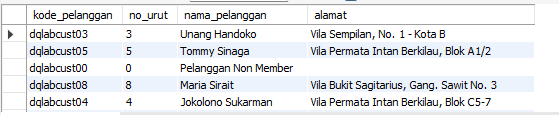 kode_pelanggan no_urut nama_pelanggan alamat
dqlabcust03 3 Unang Handoko Vila Sempilan, No. 1 - Kota B
dqlabcust05 5 Tommy Sinaga Vila Permata Intan Berkilau, Blok A1/2
dqlabcust00 0 Pelanggan Non Member
dqlabcust08 8 Maria Sirait Vila Bukit Sagitarius, Gang. Sawit No. 3
dqlabcust04 4 Jokolono Sukarman Vila Permata Intan Berkilau, Blok C5-7